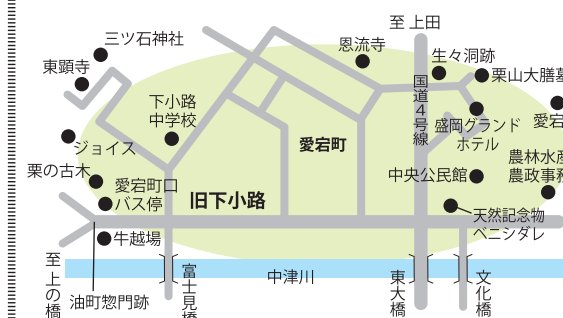 至 上田
三ツ石神社
恩流寺
生々洞跡
東顕寺
栗山大膳墓
国道4号線
下小路
中学校
愛宕
盛岡グランド
ホテル
ジョイス
愛宕町
農林水産
農政事務
栗の古木
中央公民館
愛宕町口
バス停
旧下小路
天然記念物
ベニシダレ
牛越場
至 上の橋
油町惣門跡
富士見橋
中津川
東大橋
文化橋